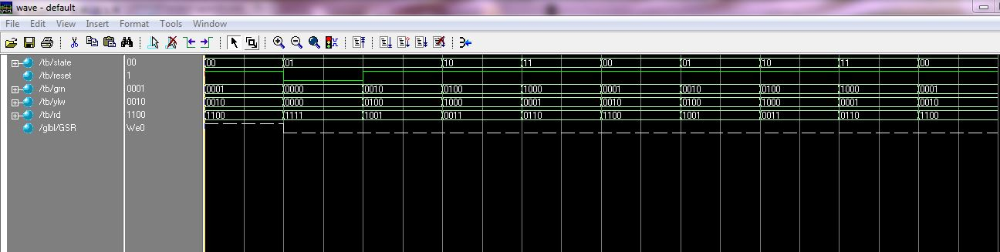 wave - default
File Edit View Insert Format Tools Window
/tb/state 00 00 01 10 11 00 01 10 11 00
/tb/reset 1
/tb/grn 0001 0001 0000 0010 0100 1000 0001 0010 0100 1000 0001
/tb/ylw 0010 0010 0000 0100 1000 0001 0010 0100 1000 0001 0010
/tb/rd 1100 1100 1111 1001 0011 0110 1100 1001 0011 0110 1100
/glbl/GSR We0